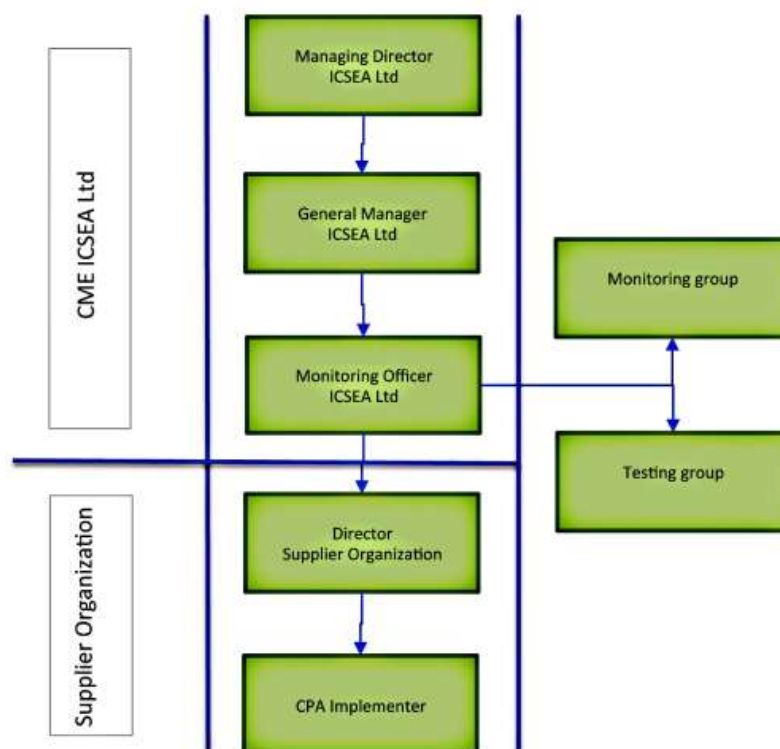 CME ICSEA Ltd
Managing Director
ICSEA Ltd
General Manager
ICSEA Ltd
Monitoring Officer
ICSEA Ltd
Monitoring group
Testing group
Supplier Organization
Director
Supplier Organization
CPA Implementer